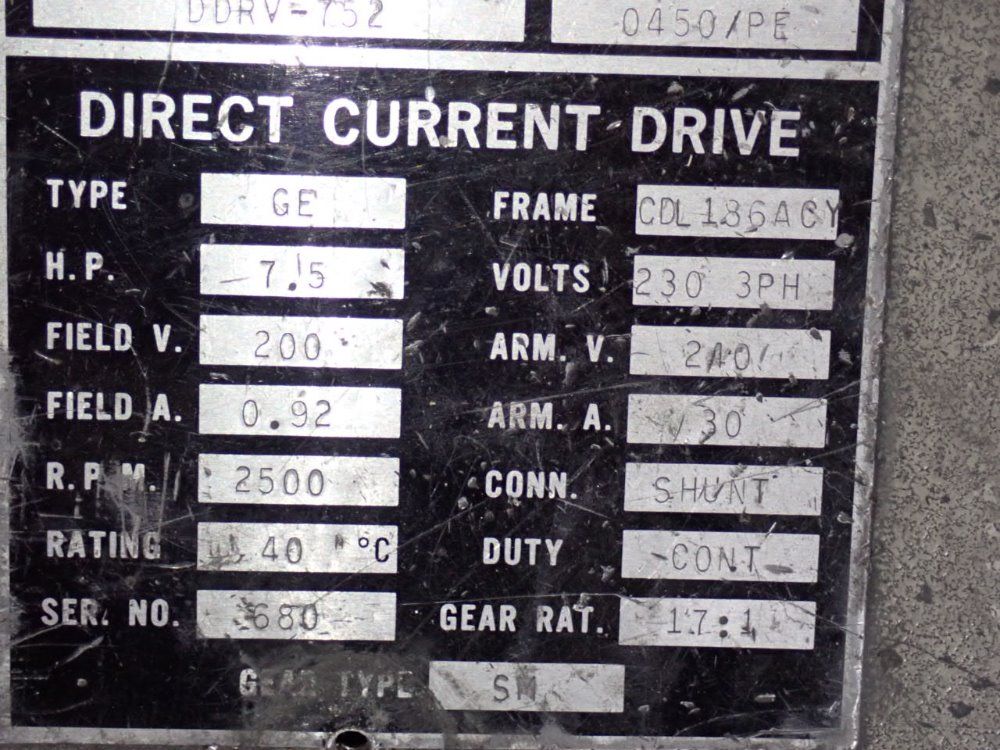 DDRV-752 0450/PE
DIRECT CURRENT DRIVE
TYPE GE FRAME CDL186ACY
H.P. 7.5 VOLTS 230 3PH
FIELD V. 200 ARM. V. 240
FIELD A. 0.92 ARM. A. 30
R.P.M. 2500 CONN. SHUNT
RATING 40 °C DUTY CONT
SER. NO. 680 GEAR RAT. 17:1
GEAR TYPE SM